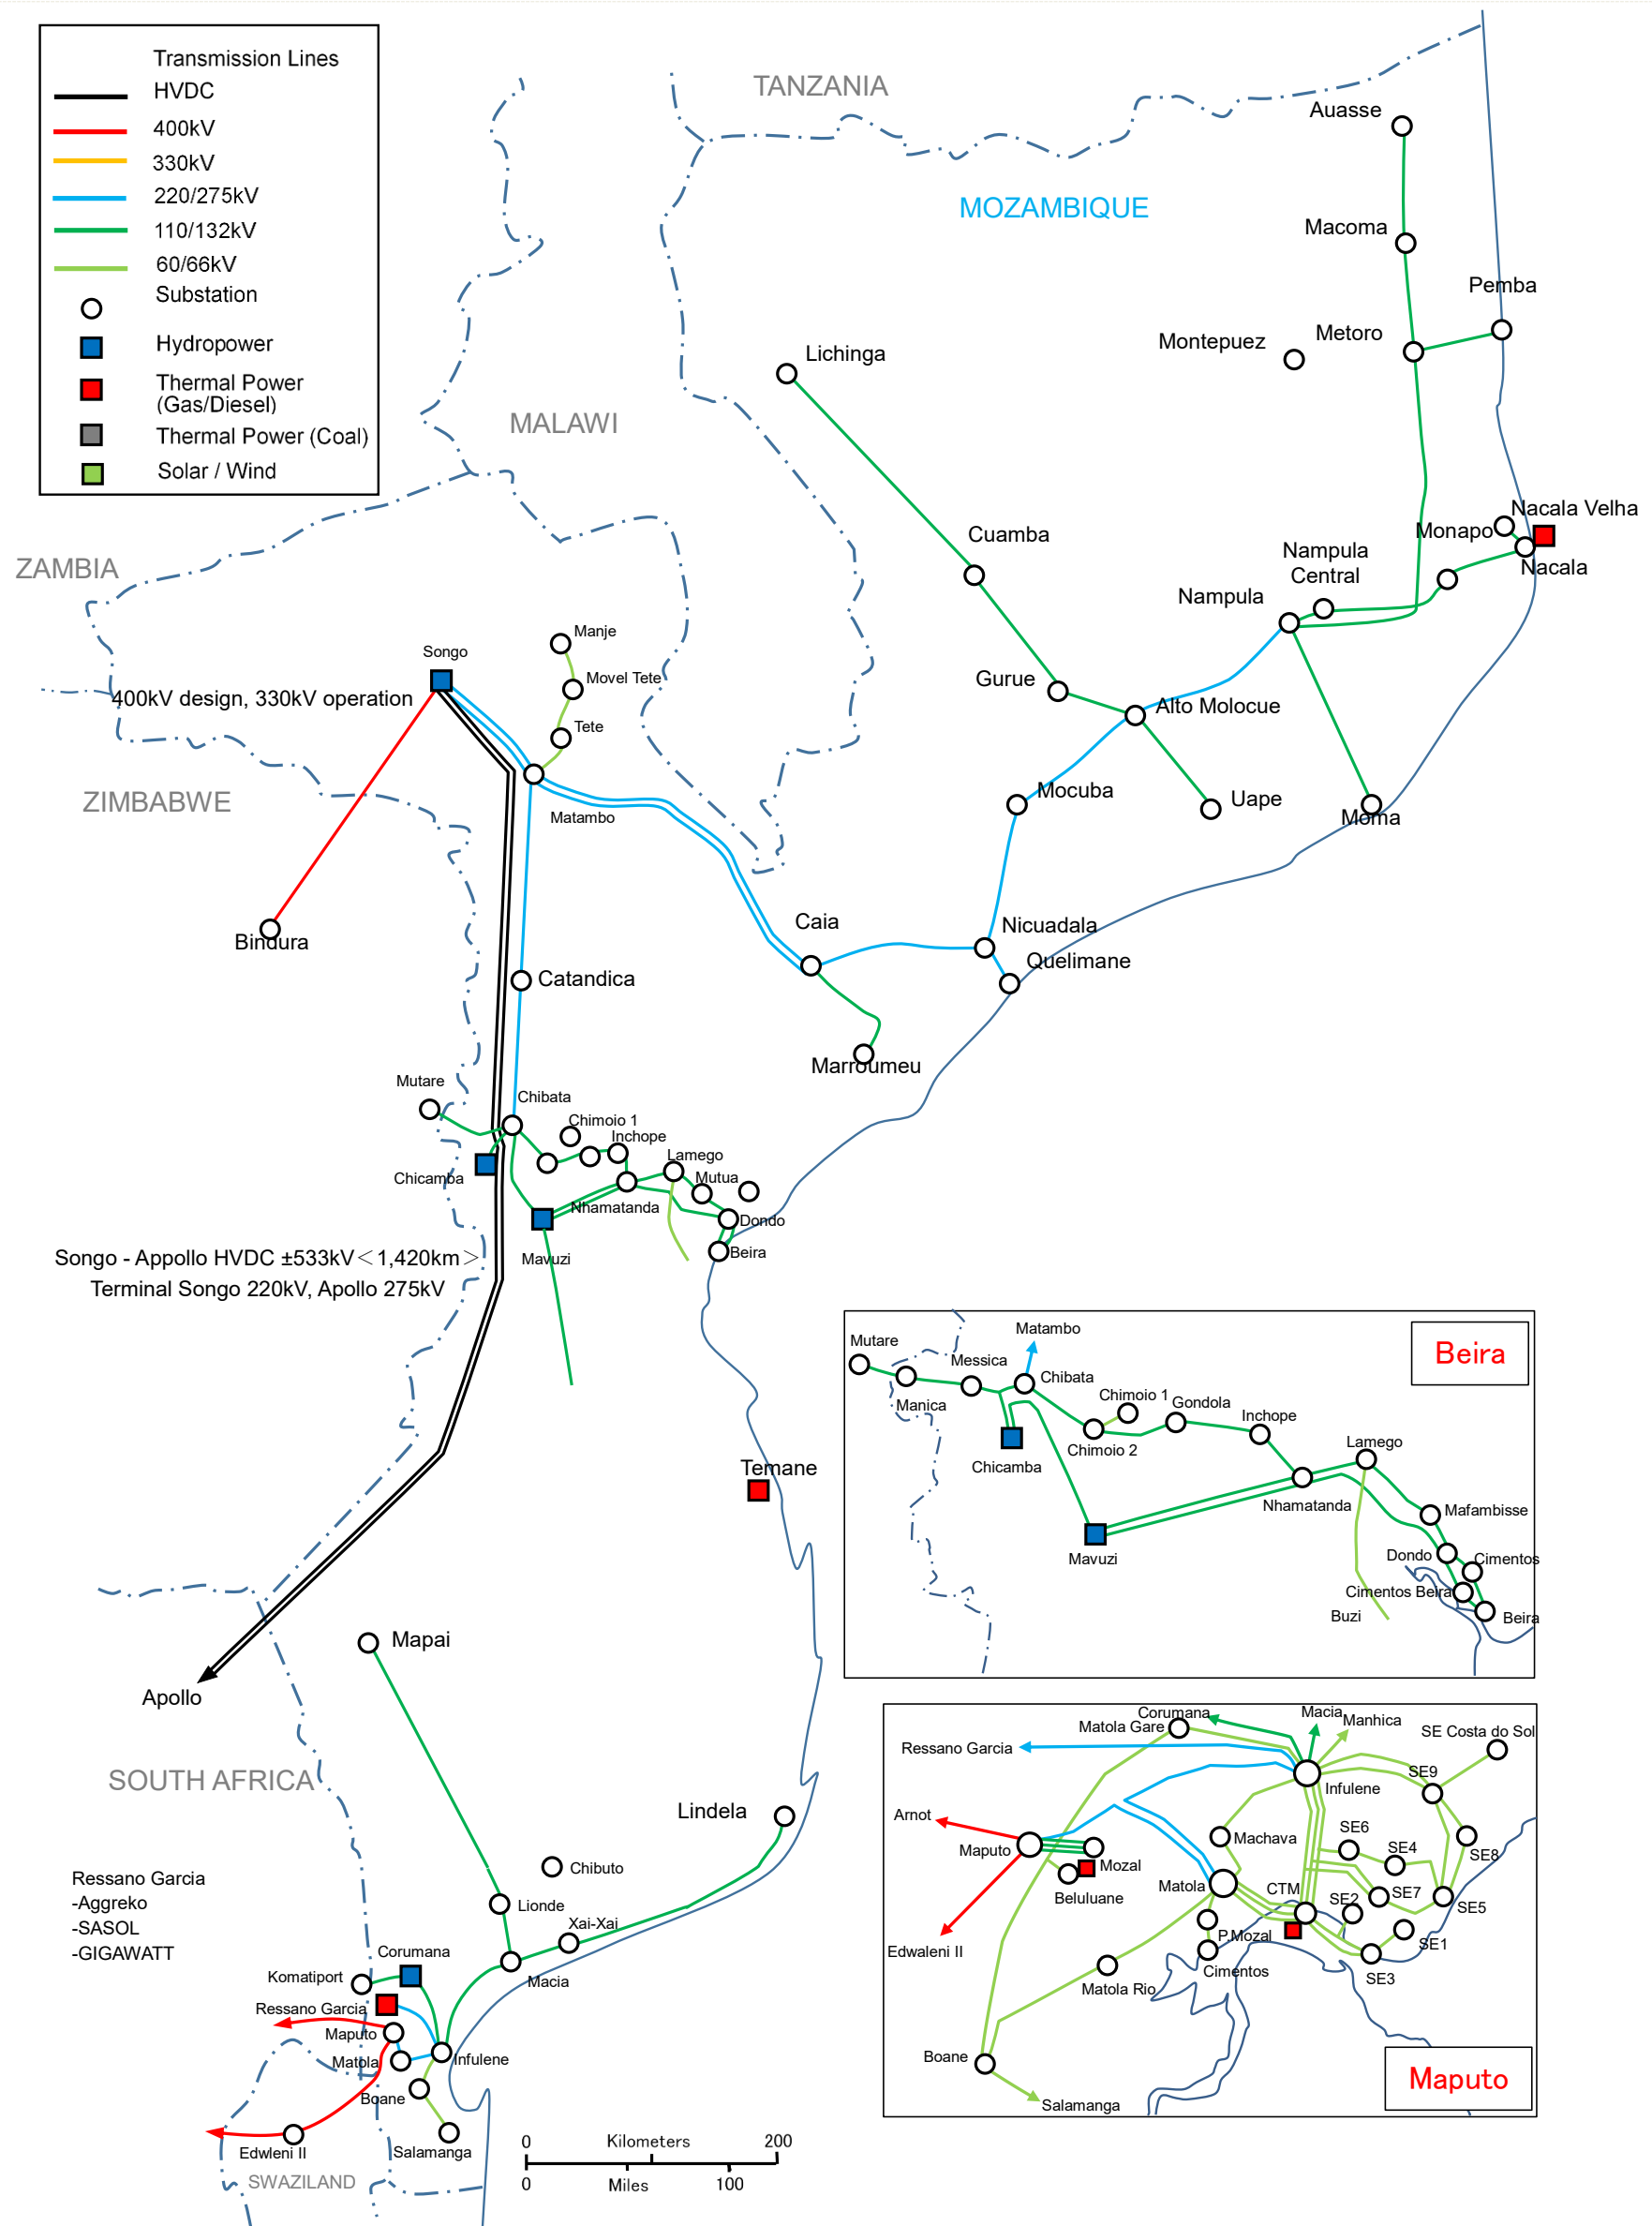 Transmission Lines
HVDC
400kV
330kV
220/275kV
110/132kV
60/66kV
Substation
Hydropower
Thermal Power
(Gas/Diesel)
Thermal Power (Coal)
Solar / Wind
TANZANIA
MOZAMBIQUE
MALAWI
ZAMBIA
ZIMBABWE
SOUTH AFRICA
SWAZILAND
Auasse
Macoma
Pemba
Metoro
Montepuez
Lichinga
Nacala Velha
Monapo
Nacala
Cuamba
Nampula
Central
Nampula
Gurue
Alto Molocue
Mocuba
Uape
Moma
Manje
Songo
Movel Tete
400kV design, 330kV operation
Tete
Matambo
Bindura
Caia
Nicuadala
Quelimane
Catandica
Marroumeu
Mutare
Chibata
Chimoio 1
Inchope
Lamego
Chicamba
Mutua
Nhamatanda
Dondo
Mavuzi
Beira
Songo - Appollo HVDC ±533kV<1,420km>
Terminal Songo 220kV, Apollo 275kV
Temane
Mapai
Apollo
Lindela
Chibuto
Ressano Garcia
-Aggreko
-SASOL
-GIGAWATT
Lionde
Xai-Xai
Corumana
Komatiport
Macia
Ressano Garcia
Maputo
Matola
Infulene
Boane
Edwleni II
Salamanga
0 Kilometers 200
0 Miles 100
Beira
Matambo
Mutare
Messica
Chibata
Manica
Chimoio 1
Gondola
Inchope
Chimoio 2
Chicamba
Lamego
Nhamatanda
Mafambisse
Mavuzi
Dondo
Cimentos
Cimentos Beira
Buzi
Beira
Corumana
Macia
Manhica
Matola Gare
SE Costa do Sol
Ressano Garcia
SE9
Infulene
Arnot
SE6
Machava
SE4
SE8
Maputo
Mozal
Matola
CTM
Beluluane
SE2
SE7
SE5
P.Mozal
SE1
Edwaleni II
Cimentos
SE3
Matola Rio
Boane
Salamanga
Maputo